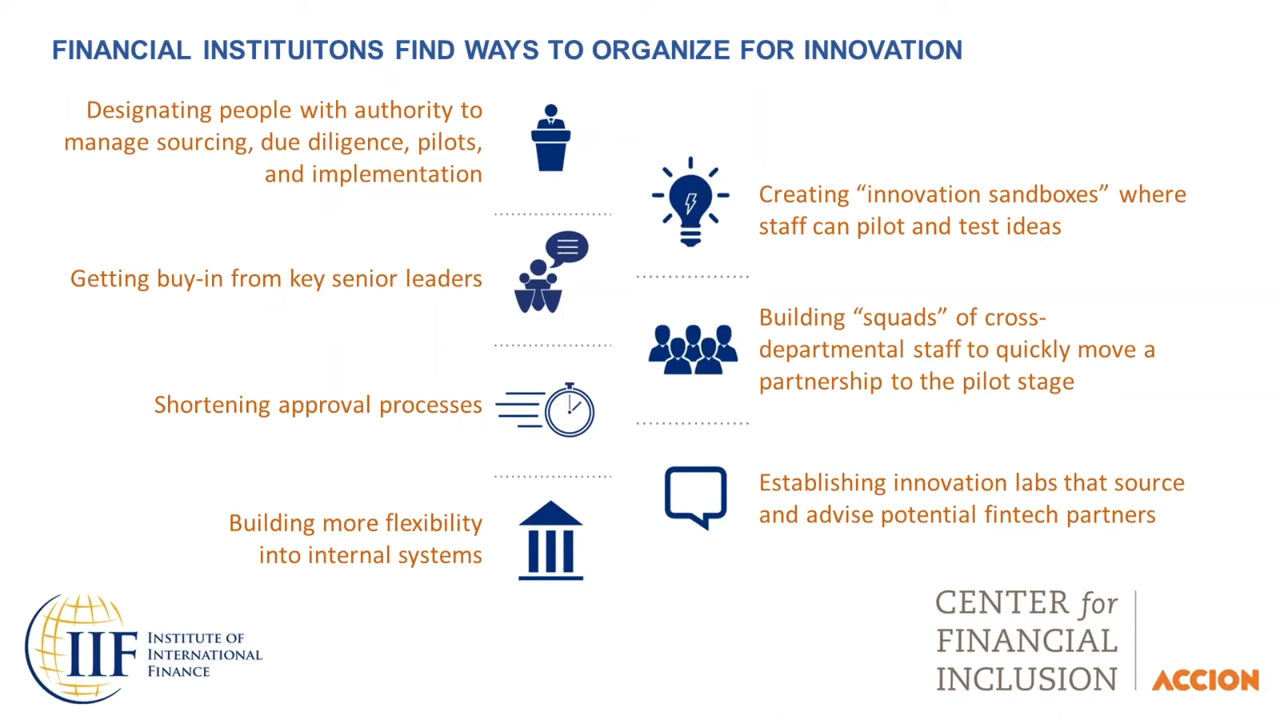 FINANCIAL INSTITUITONS FIND WAYS TO ORGANIZE FOR INNOVATION
Designating people with authority to
manage sourcing, due diligence, pilots,
and implementation
Getting buy-in from key senior leaders
Shortening approval processes
Building more flexibility
into internal systems
Creating “innovation sandboxes” where
staff can pilot and test ideas
Building “squads” of cross-
departmental staff to quickly move a
partnership to the pilot stage
Establishing innovation labs that source
and advise potential fintech partners
IIF
INSTITUTE OF
INTERNATIONAL
FINANCE
CENTER for
FINANCIAL
INCLUSION
ACCION